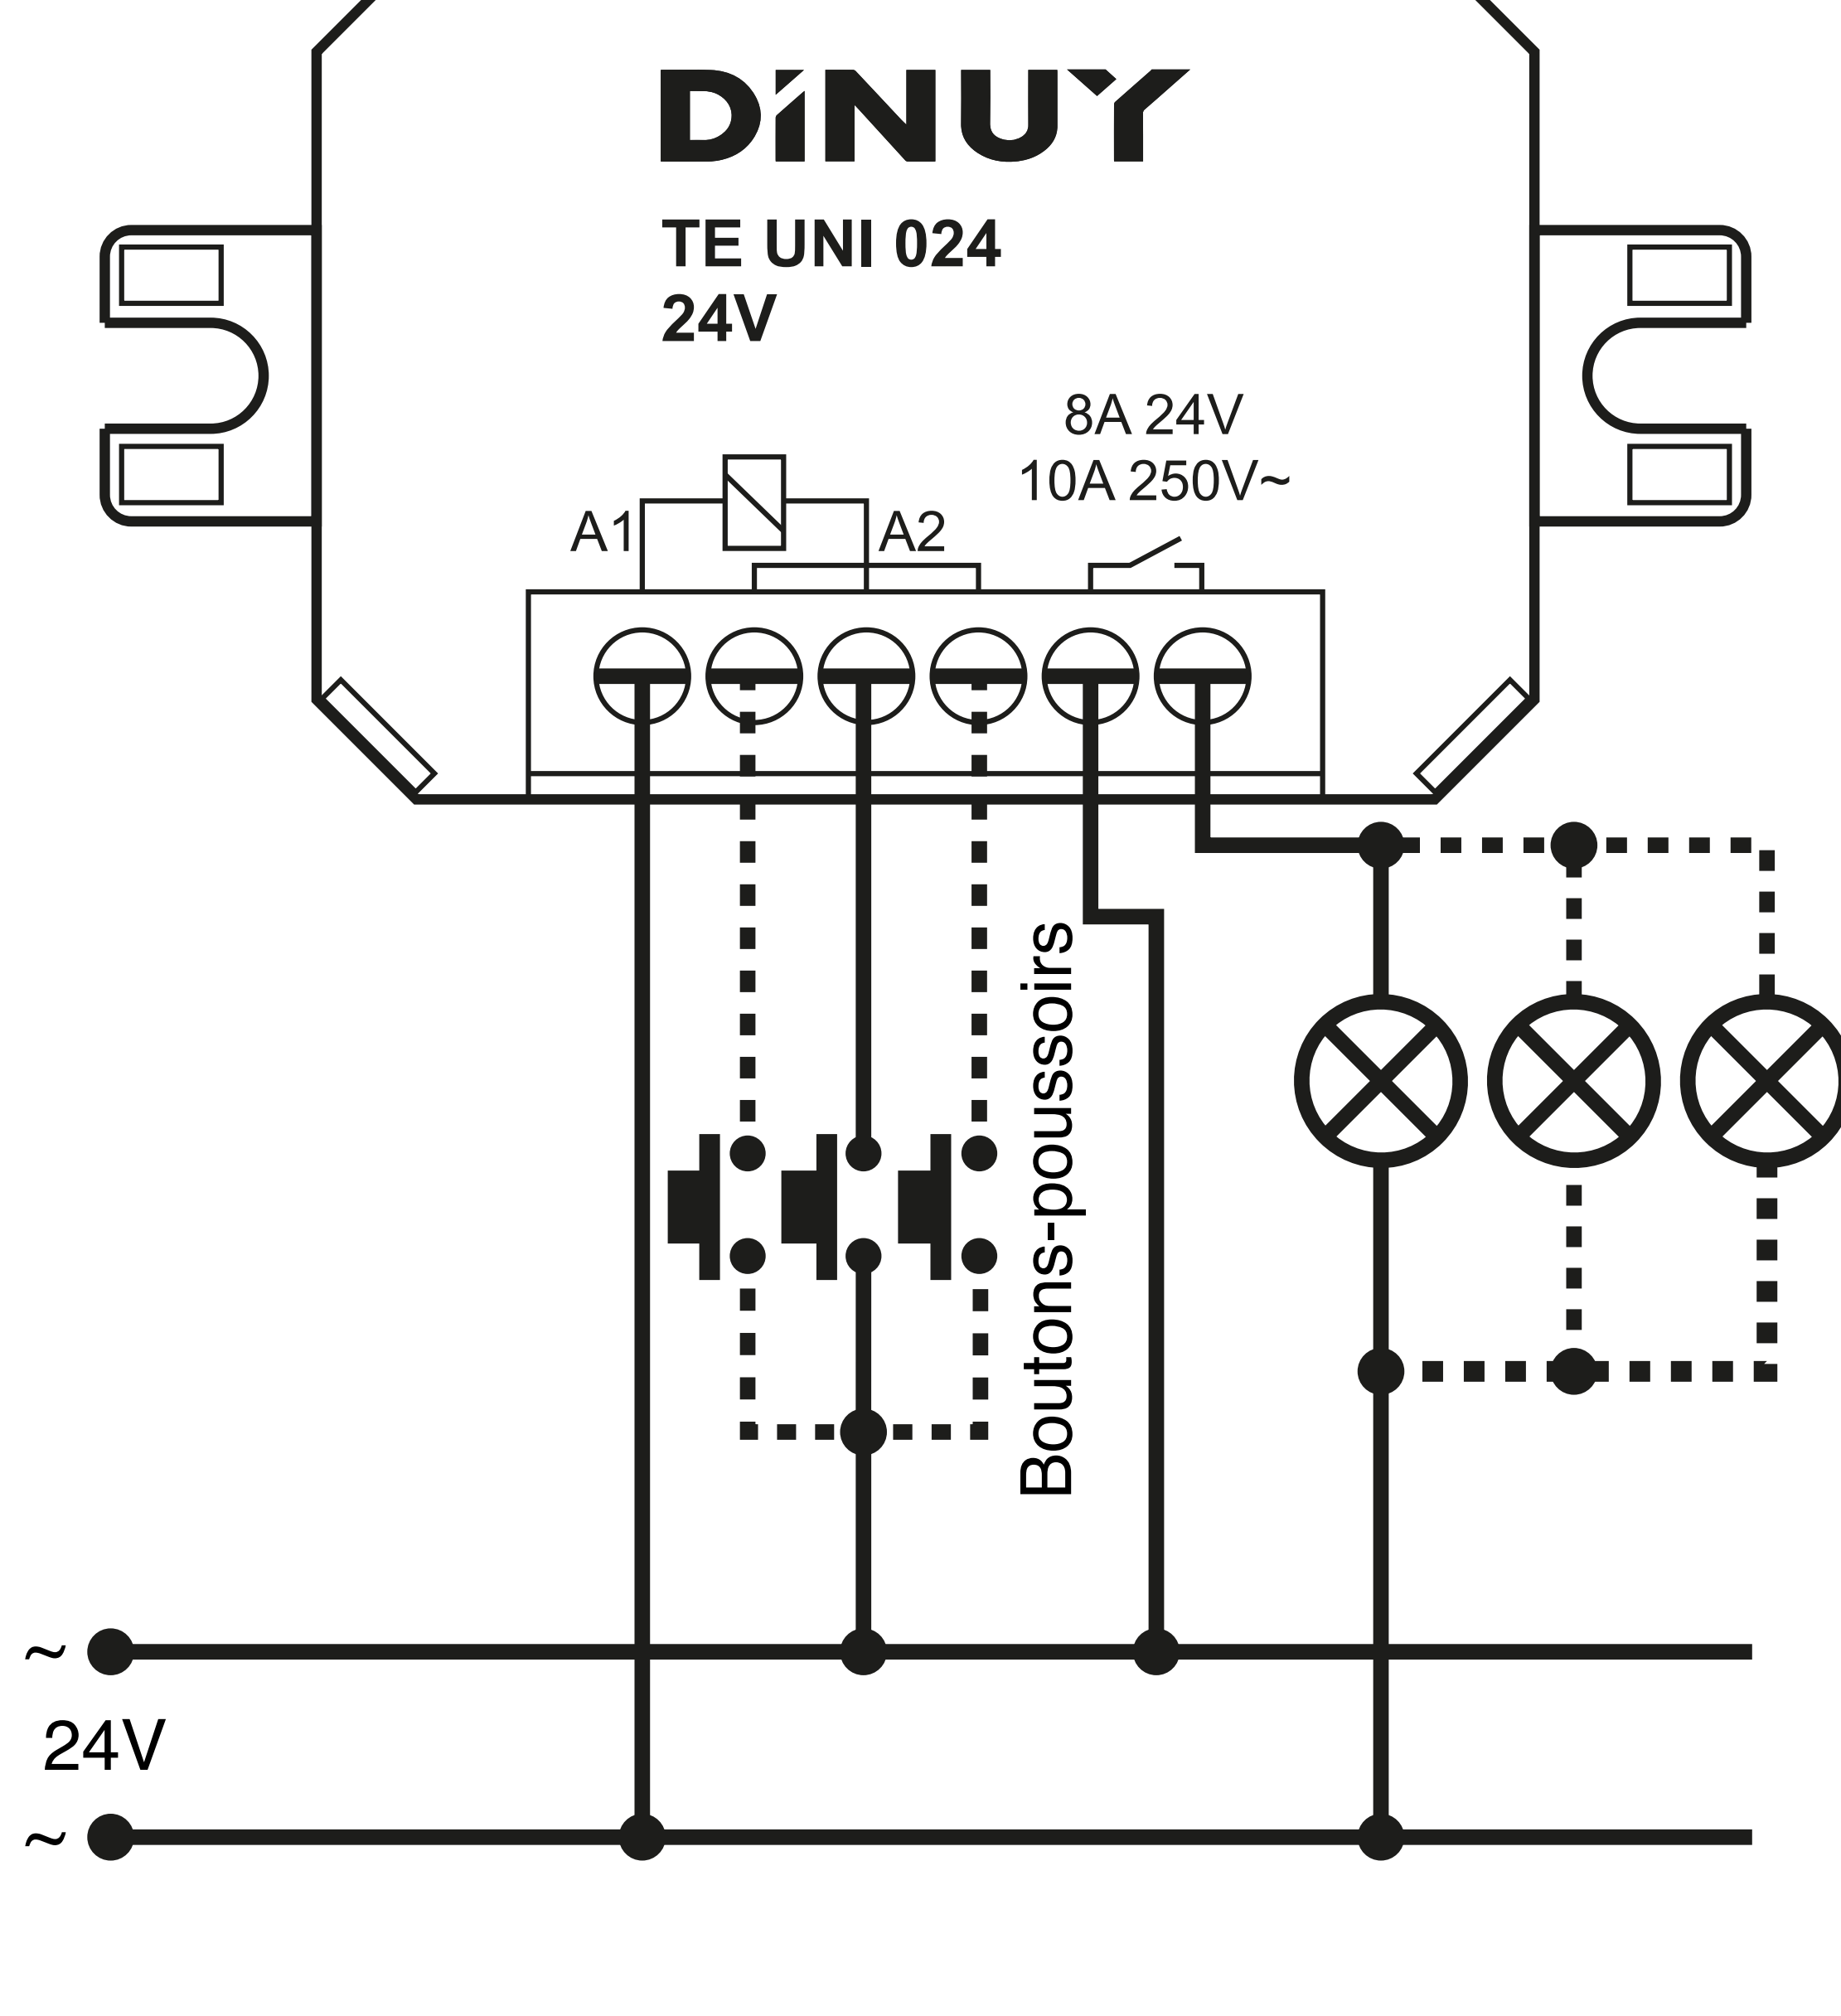 DiNUY
TE UNI 024
24V
8A 24V
10A 250V~
A1
A2
Boutons-poussoirs
~
24V
~